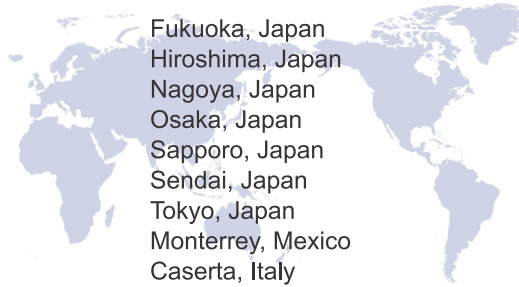 Fukuoka, Japan
Hiroshima, Japan
Nagoya, Japan
Osaka, Japan
Sapporo, Japan
Sendai, Japan
Tokyo, Japan
Monterrey, Mexico
Caserta, Italy